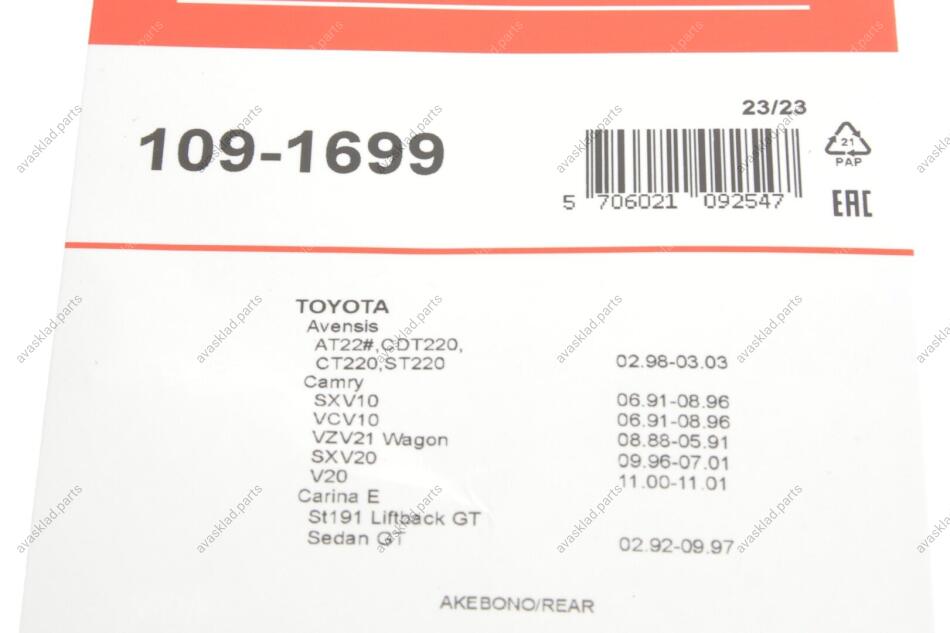 23/23
109-1699
21
PAP
5 706021 092547
EAC
TOYOTA
Avensis
AT22#,CDT220,
CT220,ST220 02.98-03.03
Camry
SXV10 06.91-08.96
VCV10 06.91-08.96
VZV21 Wagon 08.88-05.91
SXV20 09.96-07.01
V20 11.00-11.01
Carina E
St191 Liftback GT
Sedan GT 02.92-09.97
AKEBONO/REAR
avasklad.parts